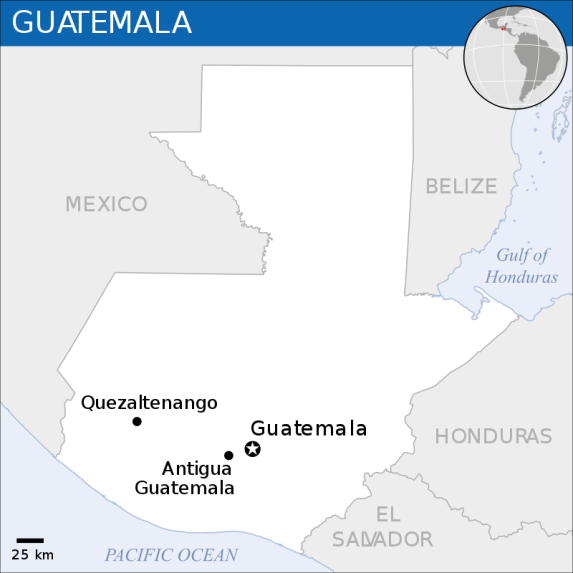 GUATEMALA
MEXICO
BELIZE
Gulf of
Honduras
Quezaltenango
Guatemala
Antigua
Guatemala
HONDURAS
EL
SALVADOR
25 km
PACIFIC OCEAN